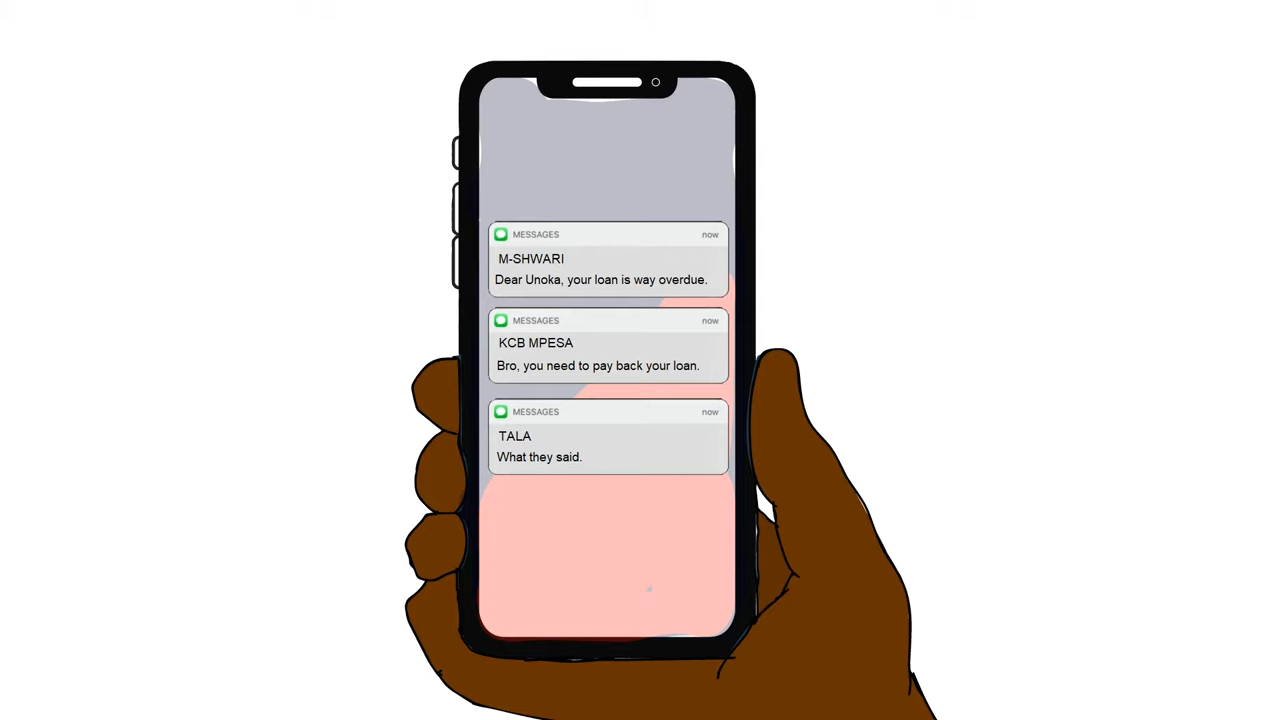 MESSAGES now
M-SHWARI
Dear Unoka, your loan is way overdue.
MESSAGES now
KCB MPESA
Bro, you need to pay back your loan.
MESSAGES now
TALA
What they said.